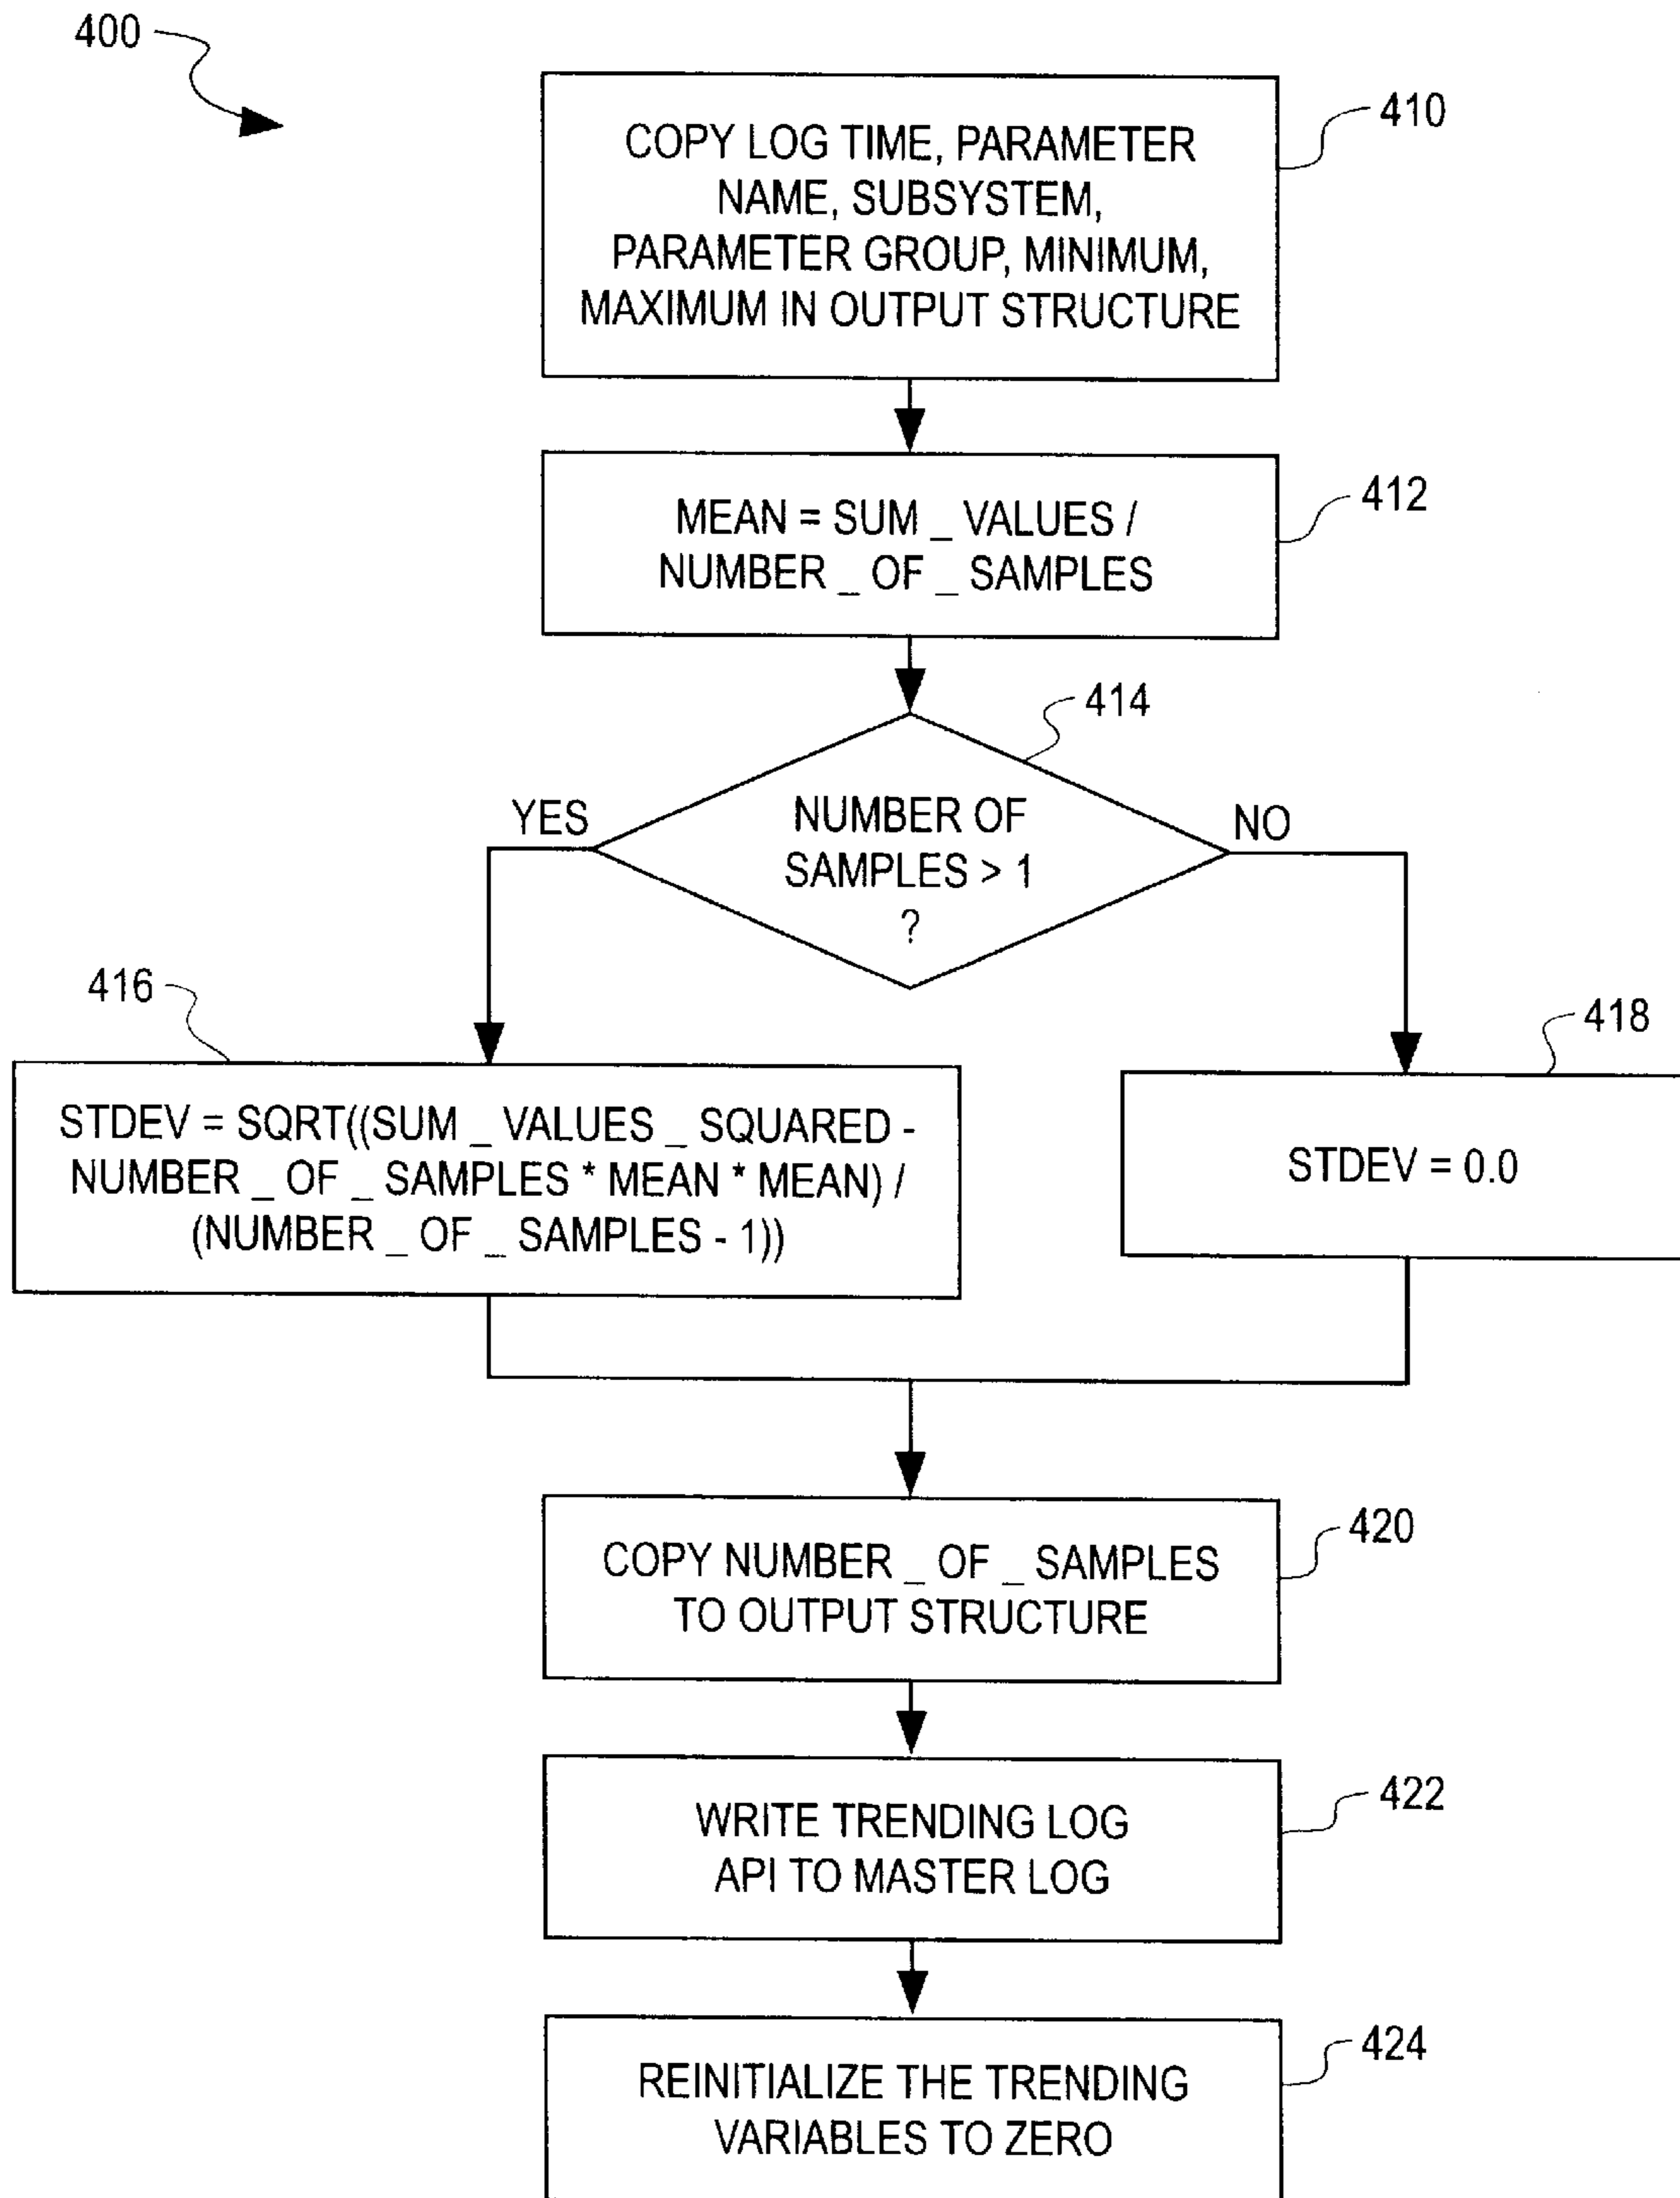 400
COPY LOG TIME, PARAMETER
NAME, SUBSYSTEM,
PARAMETER GROUP, MINIMUM,
MAXIMUM IN OUTPUT STRUCTURE
410
MEAN = SUM _ VALUES /
NUMBER _ OF _ SAMPLES
412
414
NUMBER OF
SAMPLES > 1
?
YES
NO
416
STDEV = SQRT((SUM _ VALUES _ SQUARED -
NUMBER _ OF _ SAMPLES * MEAN * MEAN) /
(NUMBER _ OF _ SAMPLES - 1))
418
STDEV = 0.0
COPY NUMBER _ OF _ SAMPLES
TO OUTPUT STRUCTURE
420
WRITE TRENDING LOG
API TO MASTER LOG
422
REINITIALIZE THE TRENDING
VARIABLES TO ZERO
424